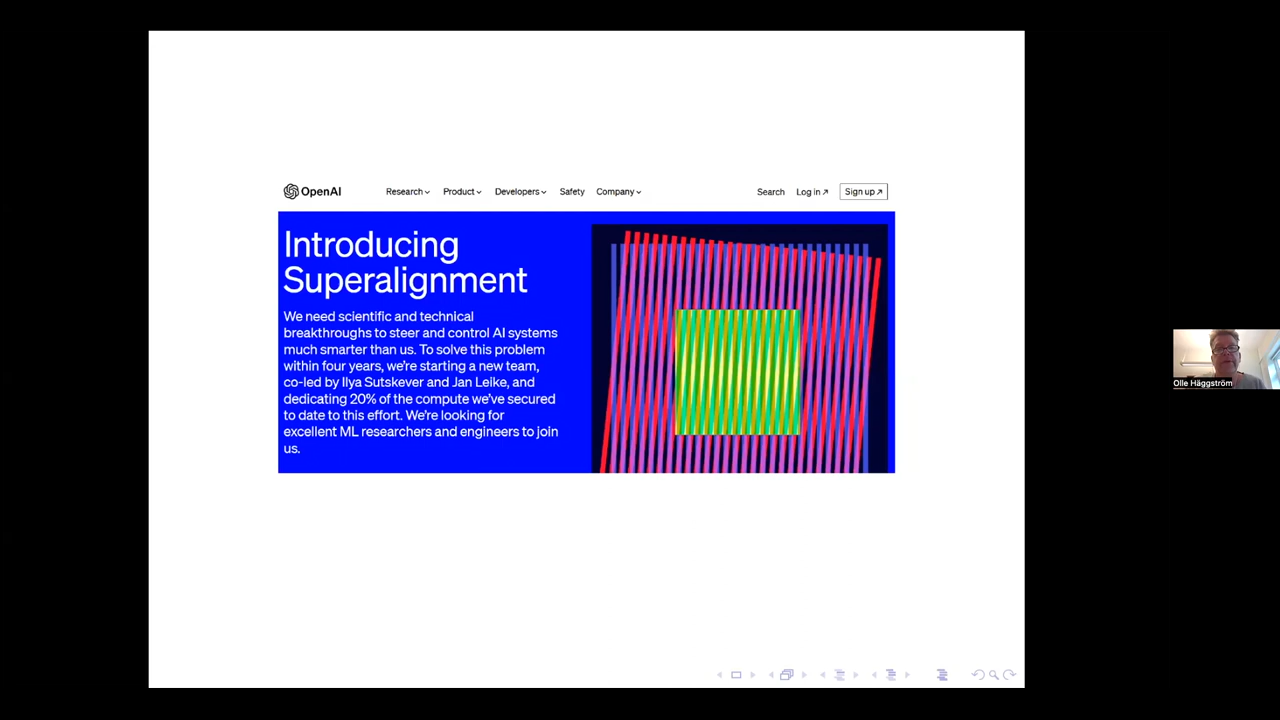 OpenAI
Research Product Developers Safety Company
Search Log in ↗ Sign up ↗
Introducing
Superalignment
We need scientific and technical
breakthroughs to steer and control AI systems
much smarter than us. To solve this problem
within four years, we're starting a new team,
co-led by Ilya Sutskever and Jan Leike, and
dedicating 20% of the compute we've secured
to date to this effort. We're looking for
excellent ML researchers and engineers to join
us.
Olle Häggström